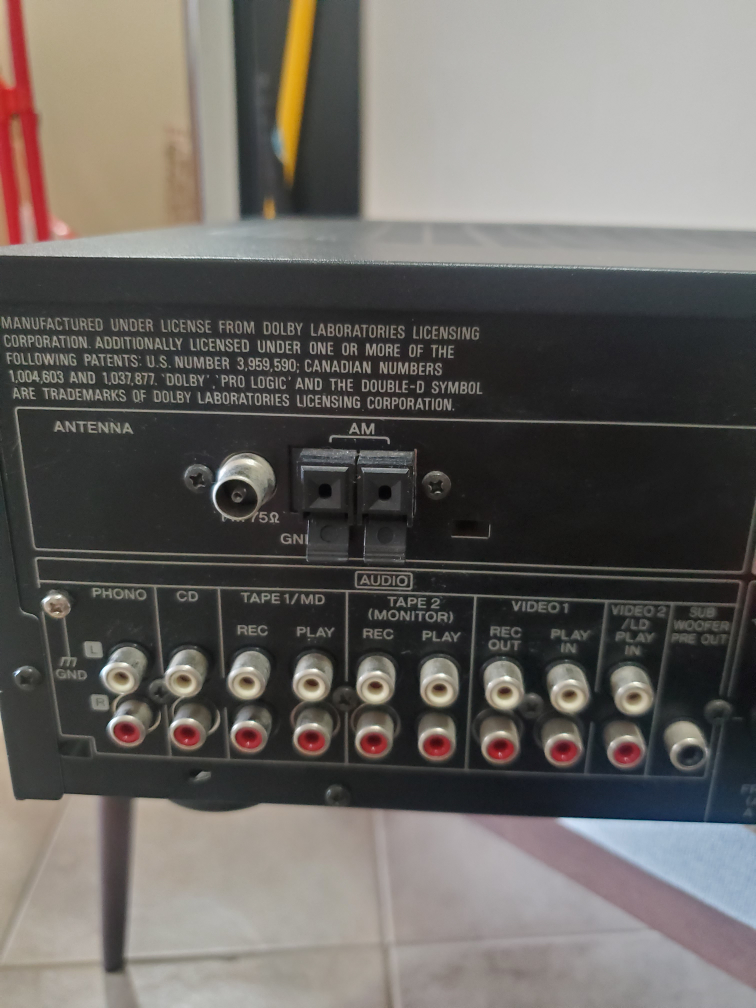 MANUFACTURED UNDER LICENSE FROM DOLBY LABORATORIES LICENSING
CORPORATION. ADDITIONALLY LICENSED UNDER ONE OR MORE OF THE
FOLLOWING PATENTS: U.S. NUMBER 3,959,590; CANADIAN NUMBERS
1,004,603 AND 1,037,877. 'DOLBY', 'PRO LOGIC' AND THE DOUBLE-D SYMBOL
ARE TRADEMARKS OF DOLBY LABORATORIES LICENSING CORPORATION.
ANTENNA
AM
75Ω
GND
AUDIO
PHONO
CD
TAPE 1/MD
REC PLAY
TAPE 2
(MONITOR)
REC PLAY
VIDEO 1
REC
OUT
PLAY
IN
VIDEO 2
/LD
PLAY
IN
SUB
WOOFER
PRE OUT
GND
L
R